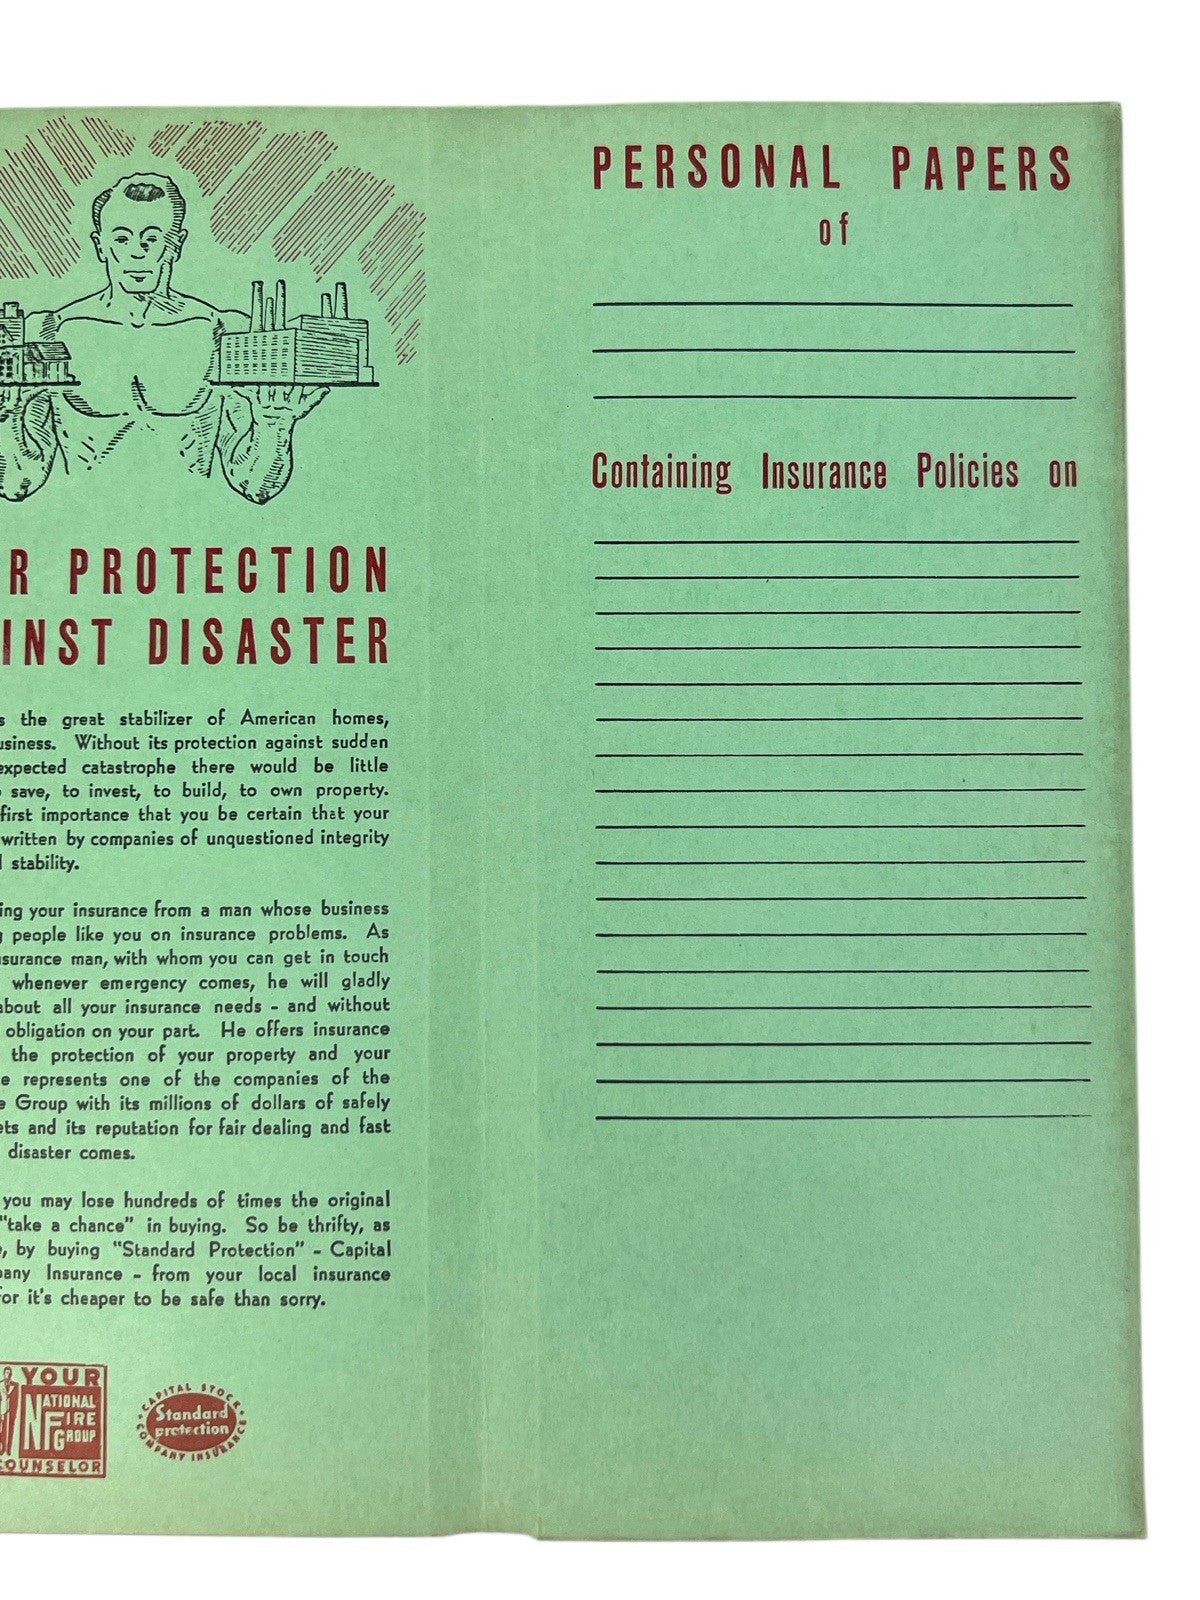 R PROTECTION
INST DISASTER
s the great stabilizer of American homes,
usiness. Without its protection against sudden
expected catastrophe there would be little
save, to invest, to build, to own property.
first importance that you be certain that your
written by companies of unquestioned integrity
stability.
ing your insurance from a man whose business
g people like you on insurance problems. As
surance man, with whom you can get in touch
whenever emergency comes, he will gladly
about all your insurance needs - and without
obligation on your part. He offers insurance
the protection of your property and your
e represents one of the companies of the
e Group with its millions of dollars of safely
ets and its reputation for fair dealing and fast
disaster comes.
you may lose hundreds of times the original
"take a chance" in buying. So be thrifty, as
, by buying "Standard Protection" - Capital
pany Insurance - from your local insurance
for it's cheaper to be safe than sorry.
YOUR
NATIONAL
FIRE
GROUP
COUNSELOR
CAPITAL STOCK
Standard
protection
COMPANY INSURANCE
PERSONAL PAPERS
of
Containing Insurance Policies on